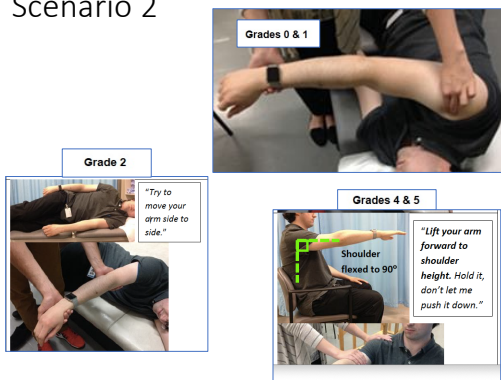 Scenario 2
Grades 0 & 1
Grade 2
"Try to
move your
arm side to
side."
Grades 4 & 5
Shoulder
flexed to 90°
"Lift your arm
forward to
shoulder
height. Hold it,
don't let me
push it down."